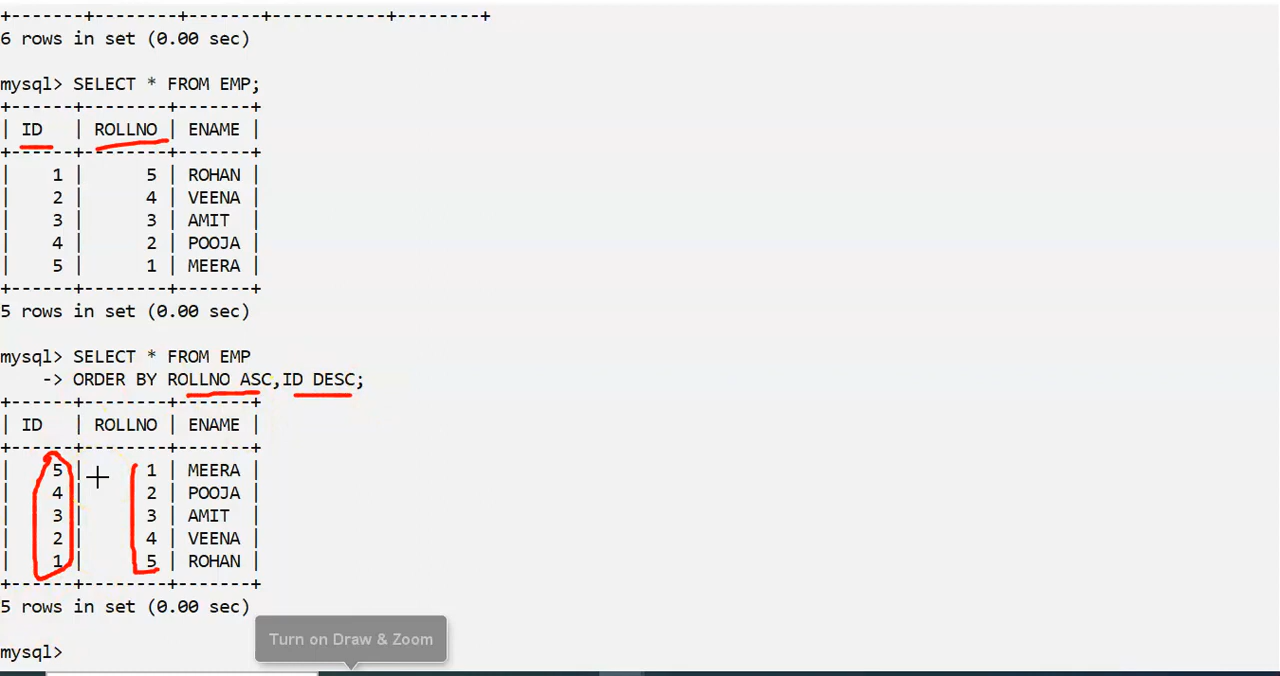 +-------+--------+-------+-----------+--------+
6 rows in set (0.00 sec)
mysql> SELECT * FROM EMP;
+------+--------+-------+
| ID   | ROLLNO | ENAME |
+------+--------+-------+
|    1 |      5 | ROHAN |
|    2 |      4 | VEENA |
|    3 |      3 | AMIT  |
|    4 |      2 | POOJA |
|    5 |      1 | MEERA |
+------+--------+-------+
5 rows in set (0.00 sec)
mysql> SELECT * FROM EMP
    -> ORDER BY ROLLNO ASC,ID DESC;
+------+--------+-------+
| ID   | ROLLNO | ENAME |
+------+--------+-------+
|    5 |      1 | MEERA |
|    4 |      2 | POOJA |
|    3 |      3 | AMIT  |
|    2 |      4 | VEENA |
|    1 |      5 | ROHAN |
+------+--------+-------+
5 rows in set (0.00 sec)
Turn on Draw & Zoom
mysql>